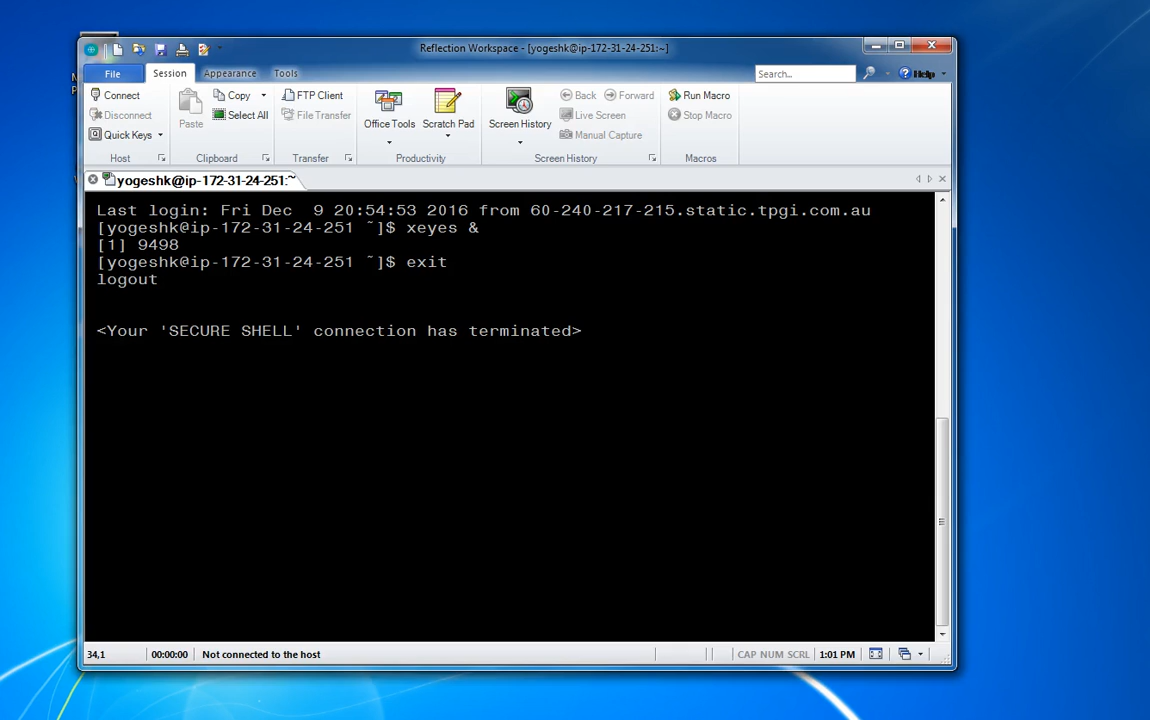 Reflection Workspace - [yogeshk@ip-172-31-24-251:~]
File Session Appearance Tools Search...  Help
Connect
Disconnect
Quick Keys
Host
Paste
Copy
Select All
Clipboard
FTP Client
File Transfer
Transfer
Office Tools
Scratch Pad
Productivity
Screen History
Back Forward
Live Screen
Manual Capture
Screen History
Run Macro
Stop Macro
Macros
yogeshk@ip-172-31-24-251:~
Last login: Fri Dec  9 20:54:53 2016 from 60-240-217-215.static.tpgi.com.au
[yogeshk@ip-172-31-24-251 ~]$ xeyes &
[1] 9498
[yogeshk@ip-172-31-24-251 ~]$ exit
logout
<Your 'SECURE SHELL' connection has terminated>
34,1 00:00:00 Not connected to the host CAP NUM SCRL 1:01 PM